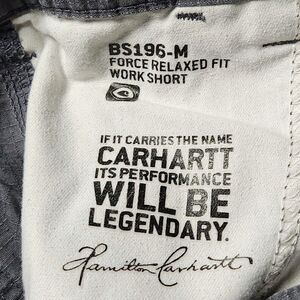 BS196-M
FORCE RELAXED FIT
WORK SHORT
IF IT CARRIES THE NAME
CARHARTT
ITS PERFORMANCE
WILL BE
LEGENDARY.
Hamilton Carhartt